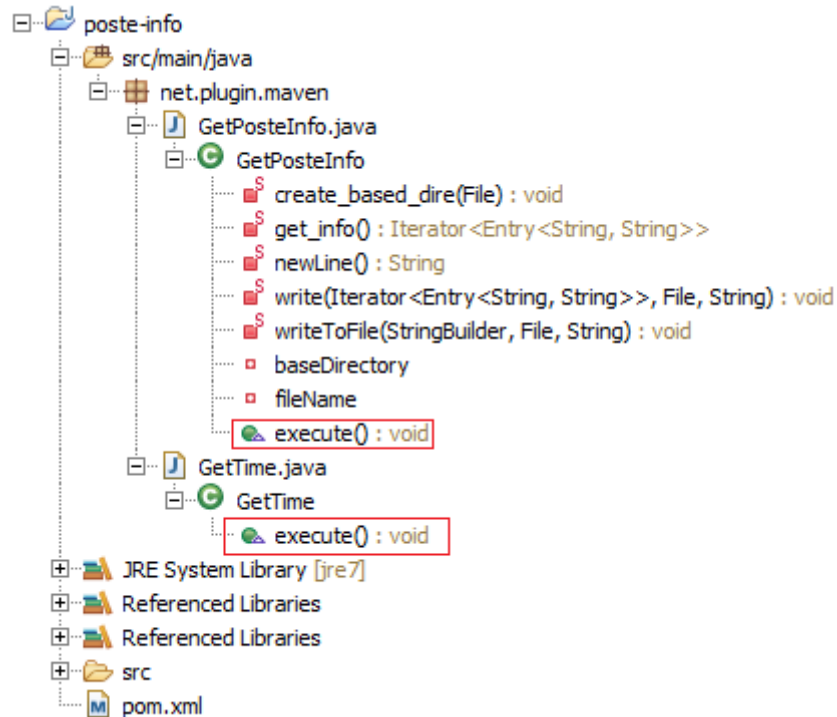 poste-info
src/main/java
net.plugin.maven
J GetPosteInfo.java
C GetPosteInfo
S create_based_dire(File) : void
S get_info() : Iterator<Entry<String, String>>
S newLine() : String
S write(Iterator<Entry<String, String>>, File, String) : void
S writeToFile(StringBuilder, File, String) : void
baseDirectory
fileName
execute() : void
J GetTime.java
C GetTime
execute() : void
JRE System Library [jre7]
Referenced Libraries
Referenced Libraries
src
M pom.xml